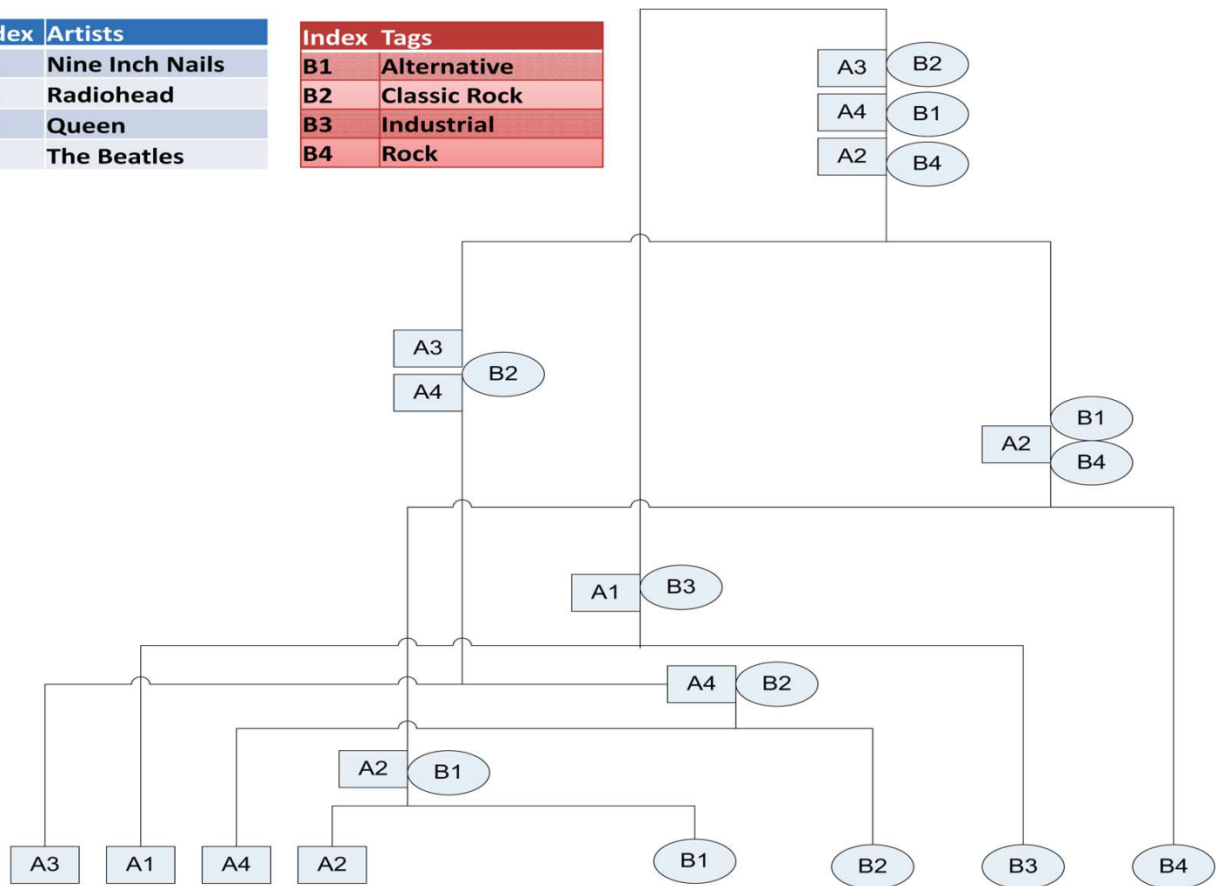 dex Artists
Nine Inch Nails
Radiohead
Queen
The Beatles
Index Tags
B1 Alternative
B2 Classic Rock
B3 Industrial
B4 Rock
A3 B2
A4 B1
A2 B4
A3
A4
B2
B1
A2
B4
A1 B3
A4 B2
A2 B1
A3 A1 A4 A2 B1 B2 B3 B4